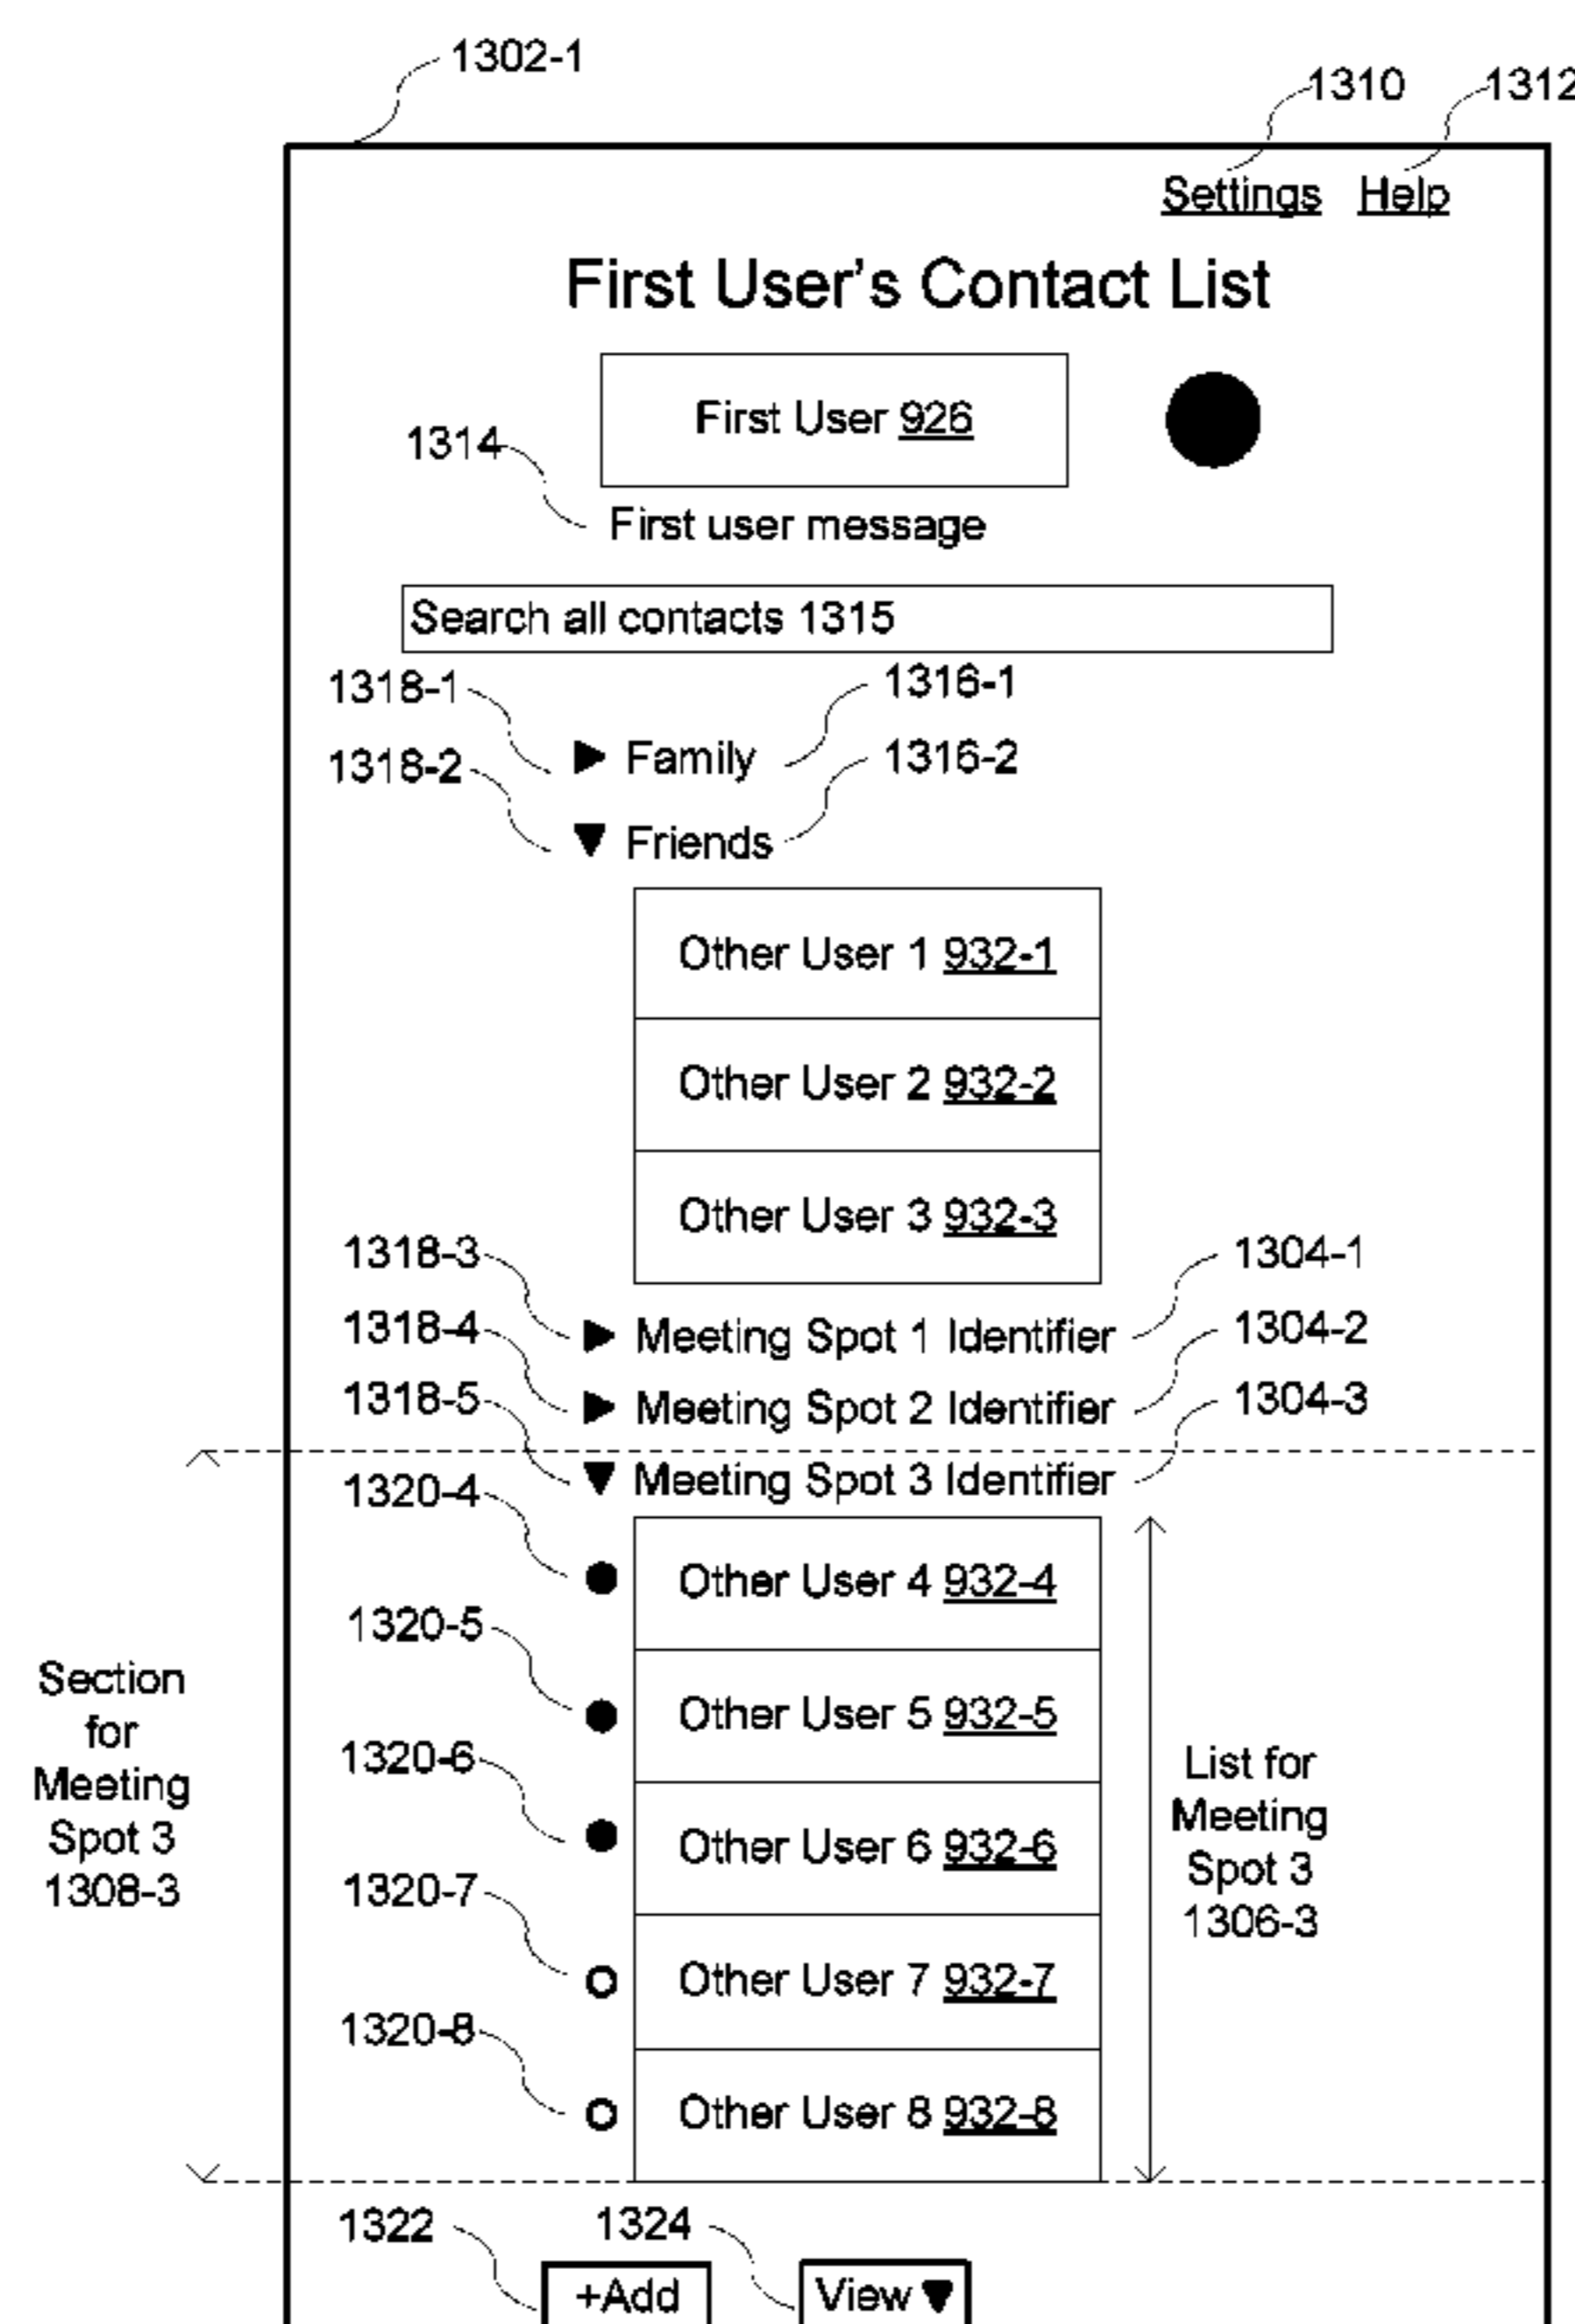 1302-1
1310
1312
Settings Help
First User's Contact List
First User 926
1314
First user message
Search all contacts 1315
1318-1
1316-1
Family
1318-2
1316-2
Friends
Other User 1 932-1
Other User 2 932-2
Other User 3 932-3
1318-3
1304-1
Meeting Spot 1 Identifier
1318-4
1304-2
Meeting Spot 2 Identifier
1318-5
1304-3
Meeting Spot 3 Identifier
1320-4
Other User 4 932-4
1320-5
Other User 5 932-5
1320-6
Other User 6 932-6
1320-7
Other User 7 932-7
1320-8
Other User 8 932-8
Section
for
Meeting
Spot 3
1308-3
List for
Meeting
Spot 3
1306-3
1322
1324
+Add
View